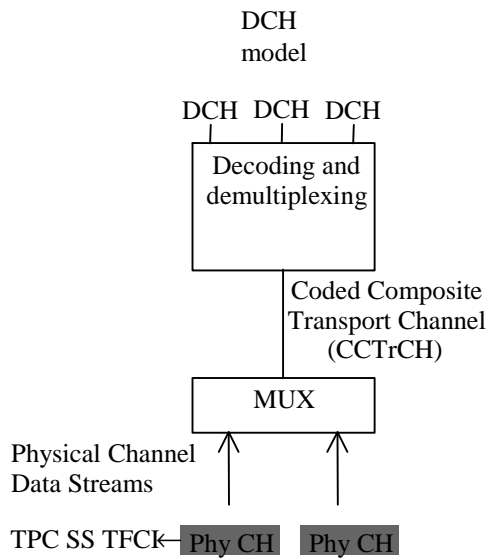 DCH
model
DCH DCH DCH
Decoding and
demultiplexing
Coded Composite
Transport Channel
(CCTrCH)
MUX
Physical Channel
Data Streams
TPC SS TFCI Phy CH Phy CH